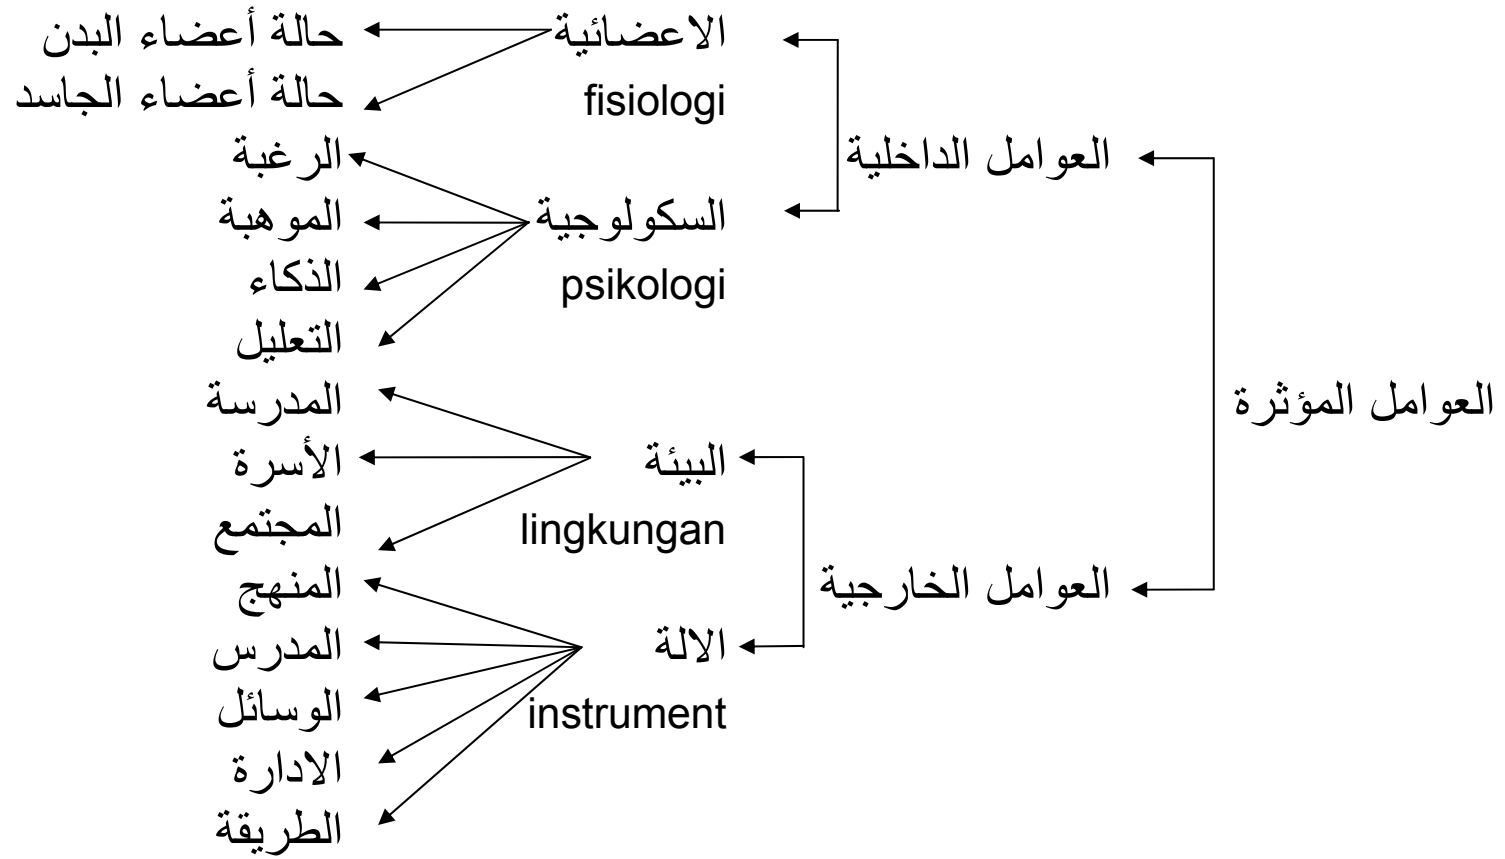 العوامل المؤثرة
العوامل الداخلية
الاعضائية
fisiologi
حالة أعضاء البدن
حالة أعضاء الجاسد
السكولوجية
psikologi
الرغبة
الموهبة
الذكاء
التعليل
العوامل الخارجية
البيئة
lingkungan
المدرسة
الأسرة
المجتمع
الالة
instrument
المنهج
المدرس
الوسائل
الادارة
الطريقة